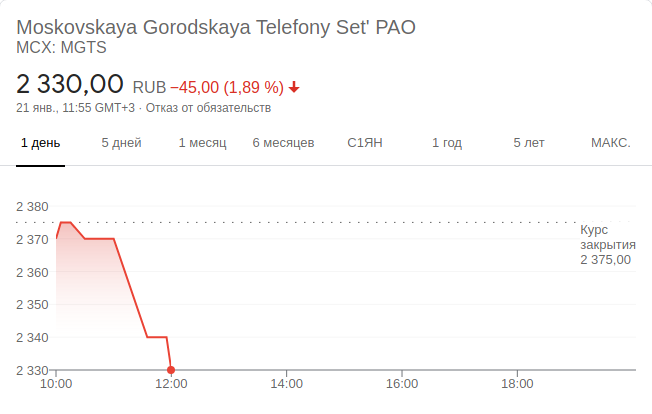 Moskovskaya Gorodskaya Telefony Set' PAO
MCX: MGTS
2 330,00 RUB −45,00 (1,89 %)
21 янв., 11:55 GMT+3 · Отказ от обязательств
1 день 5 дней 1 месяц 6 месяцев С1ЯН 1 год 5 лет МАКС.
2 380
Курс
2 370
закрытия
2 375,00
2 360
2 350
2 340
2 330
10:00 12:00 14:00 16:00 18:00